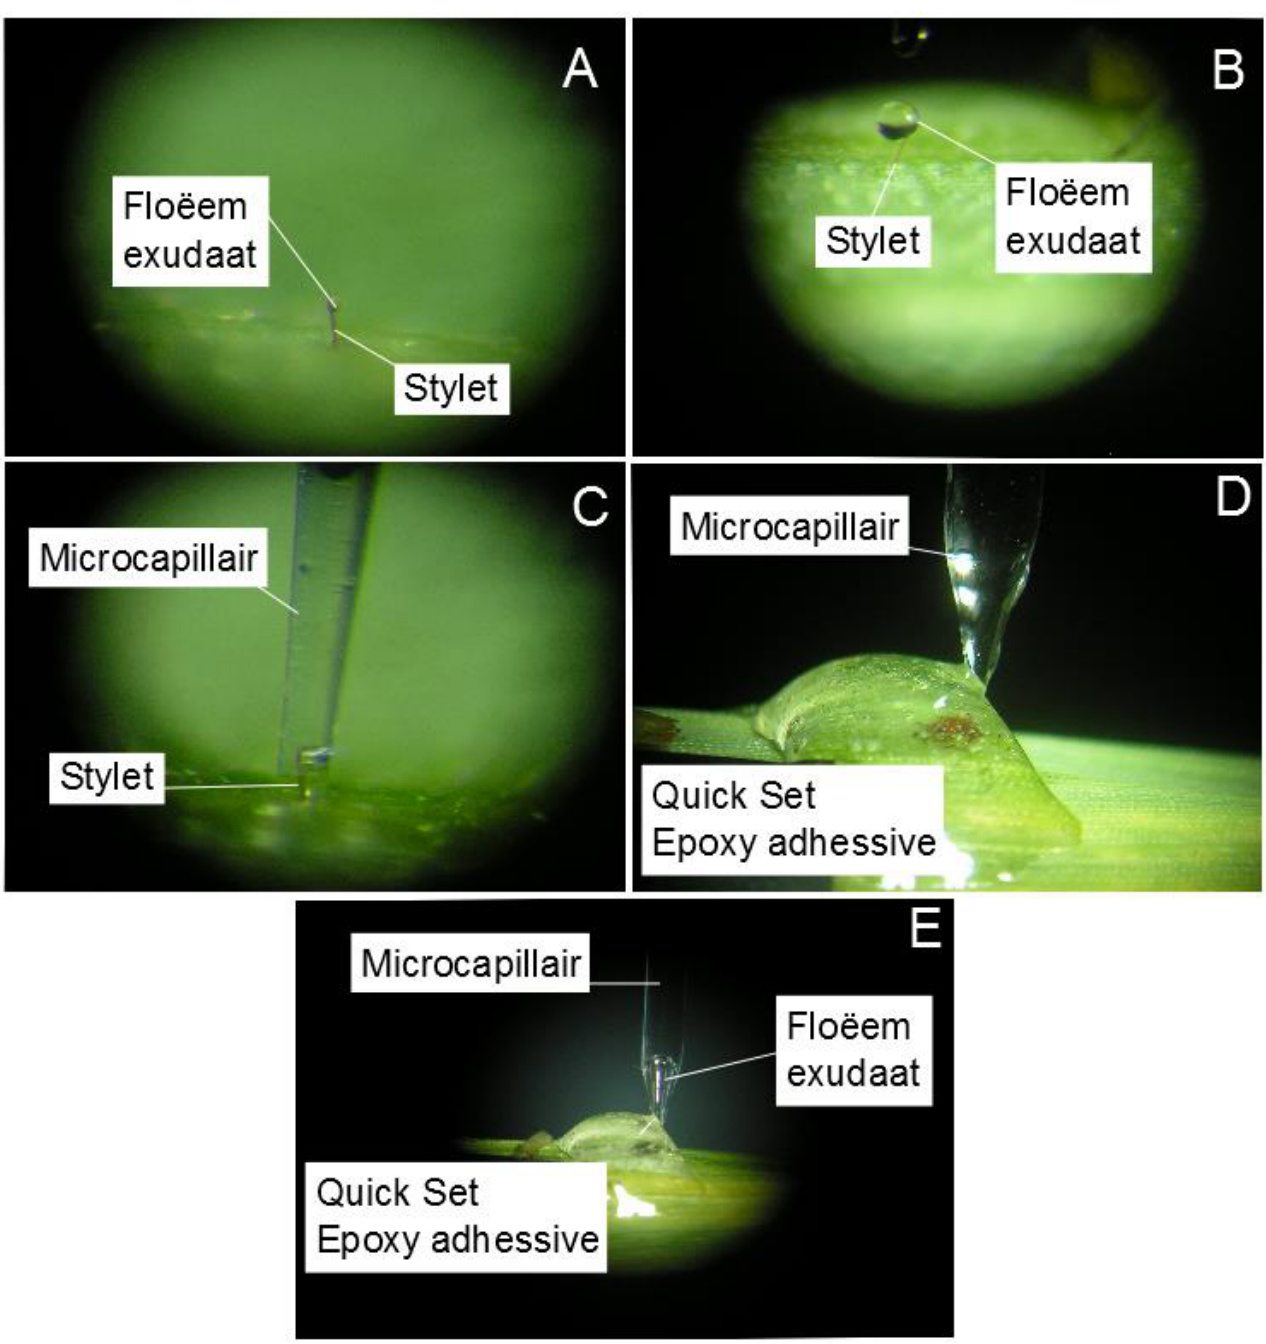 A
Floëem
exudaat
Stylet
B
Stylet
Floëem
exudaat
C
Microcapillair
Stylet
D
Microcapillair
Quick Set
Epoxy adhessive
E
Microcapillair
Floëem
exudaat
Quick Set
Epoxy adhessive